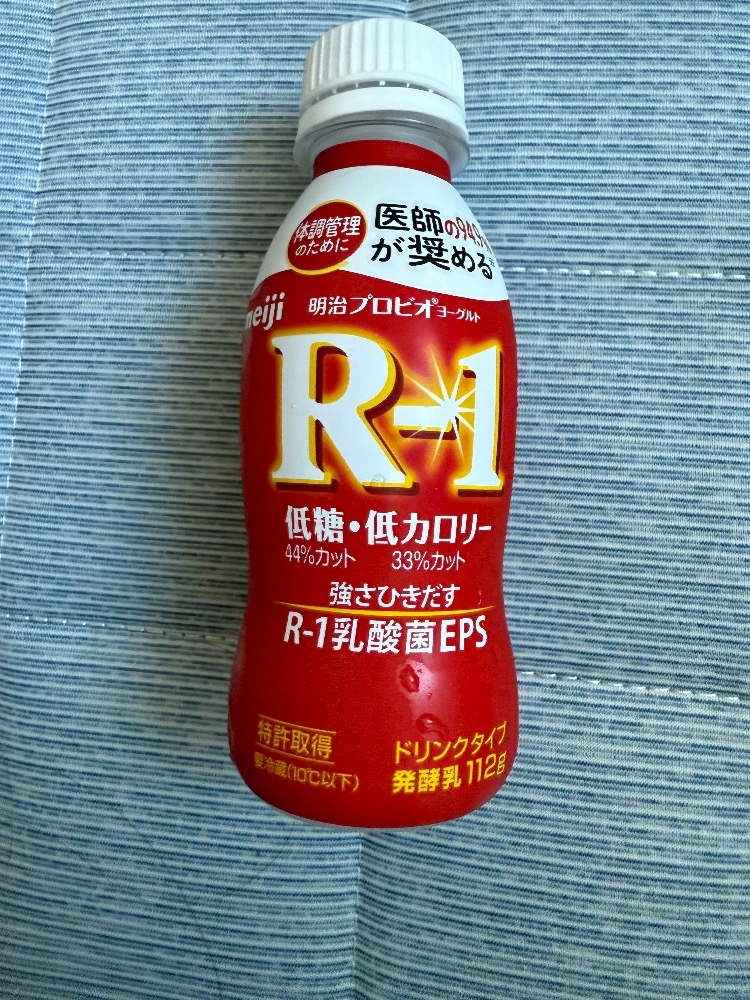 体調管理
のために
医師の94.9%
が奨める※
meiji
明治プロビオ®ヨーグルト
R-1
低糖・低カロリー
44%カット 33%カット
強さひきだす
R-1乳酸菌EPS
特許取得
要冷蔵(10℃以下)
ドリンクタイプ
発酵乳 112g